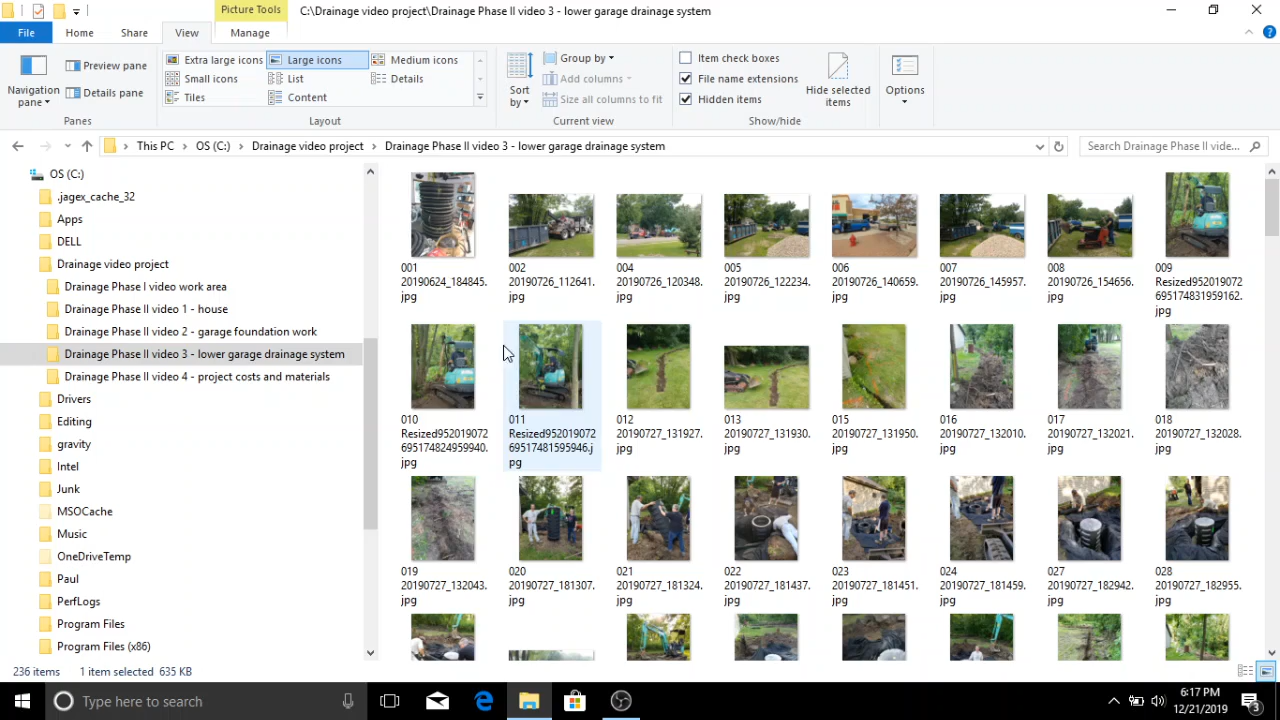 Picture Tools
C:\Drainage video project\Drainage Phase II video 3 - lower garage drainage system
File
Home
Share
View
Manage
Navigation pane
Preview pane
Details pane
Panes
Extra large icons
Large icons
Medium icons
Small icons
List
Details
Tiles
Content
Layout
Sort by
Group by
Add columns
Size all columns to fit
Current view
Item check boxes
File name extensions
Hidden items
Hide selected items
Show/hide
Options
This PC
OS (C:)
Drainage video project
Drainage Phase II video 3 - lower garage drainage system
Search Drainage Phase II vide...
OS (C:)
.jagex_cache_32
Apps
DELL
Drainage video project
Drainage Phase I video work area
Drainage Phase II video 1 - house
Drainage Phase II video 2 - garage foundation work
Drainage Phase II video 3 - lower garage drainage system
Drainage Phase II video 4 - project costs and materials
Drivers
Editing
gravity
Intel
Junk
MSOCache
Music
OneDriveTemp
Paul
PerfLogs
Program Files
Program Files (x86)
001
20190624_184845.
jpg
002
20190726_112641.
jpg
004
20190726_120348.
jpg
005
20190726_122234.
jpg
006
20190726_140659.
jpg
007
20190726_145957.
jpg
008
20190726_154656.
jpg
009
Resized952019072
695174831959162.
jpg
010
Resized952019072
695174824959940.
jpg
011
Resized952019072
69517481595946.j
pg
012
20190727_131927.
jpg
013
20190727_131930.
jpg
015
20190727_131950.
jpg
016
20190727_132010.
jpg
017
20190727_132021.
jpg
018
20190727_132028.
jpg
019
20190727_132043.
jpg
020
20190727_181307.
jpg
021
20190727_181324.
jpg
022
20190727_181437.
jpg
023
20190727_181451.
jpg
024
20190727_181459.
jpg
027
20190727_182942.
jpg
028
20190727_182955.
jpg
236 items
1 item selected 635 KB
Type here to search
6:17 PM
12/21/2019
3